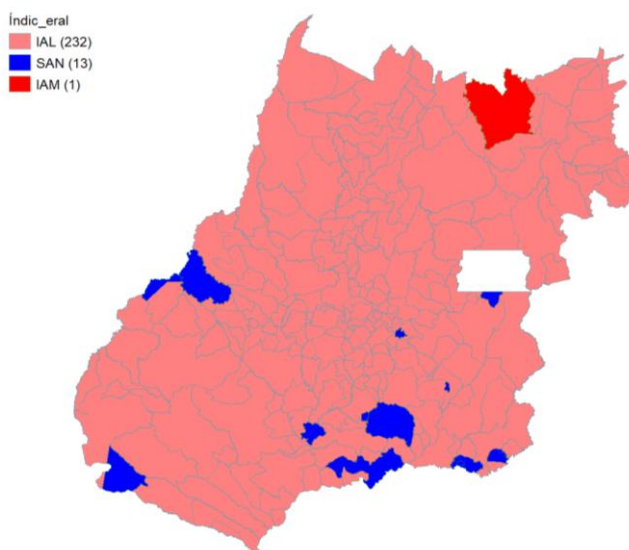 Índic_eral
IAL (232)
SAN (13)
IAM (1)